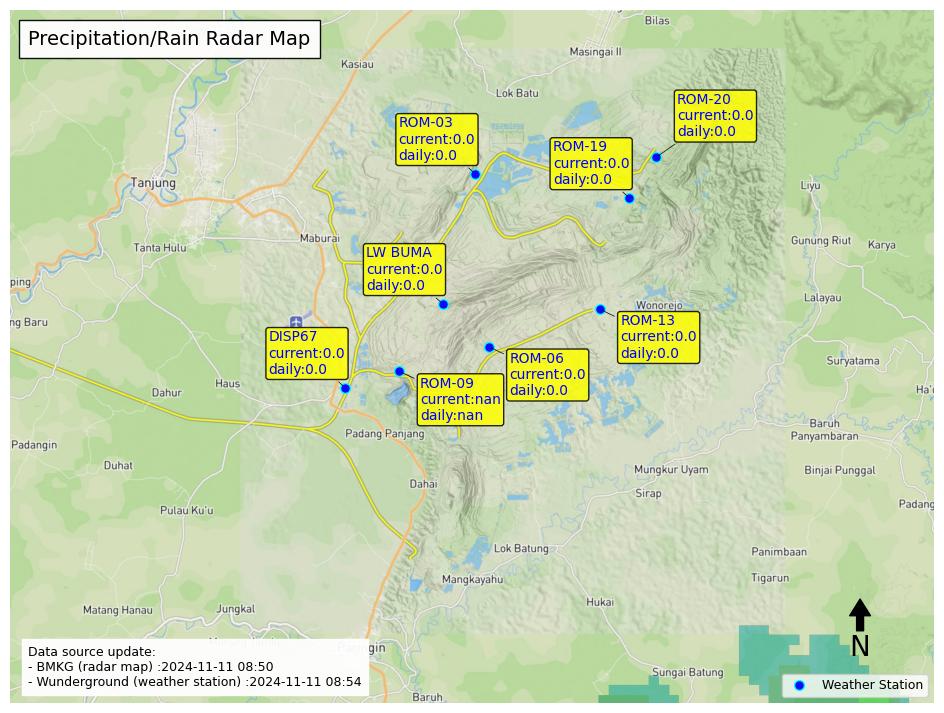 Precipitation/Rain Radar Map
Bilas
Masingai II
Kasiau
Lok Batu
ROM-20
current:0.0
daily:0.0
ROM-03
current:0.0
daily:0.0
ROM-19
current:0.0
daily:0.0
Tanjung
Liyu
Maburai
Tanta Hulu
Gunung Riut
Karya
LW BUMA
current:0.0
daily:0.0
ping
Lalayau
Wonorejo
ng Baru
ROM-13
current:0.0
daily:0.0
DISP67
current:0.0
daily:0.0
ROM-06
current:0.0
daily:0.0
Suryatama
Haus
Dahur
ROM-09
current:nan
daily:nan
Ha'
Baruh
Panyambaran
Padangin
Padang Panjang
Duhat
Mungkur Uyam
Binjai Punggal
Dahai
Sirap
Padang
Pulau Ku'u
Lok Batung
Panimbaan
Mangkayahu
Tigarun
Hukai
Matang Hanau
Jungkal
N
Sungai Batung
Baruh
Data source update:
- BMKG (radar map) :2024-11-11 08:50
- Wunderground (weather station) :2024-11-11 08:54
Weather Station